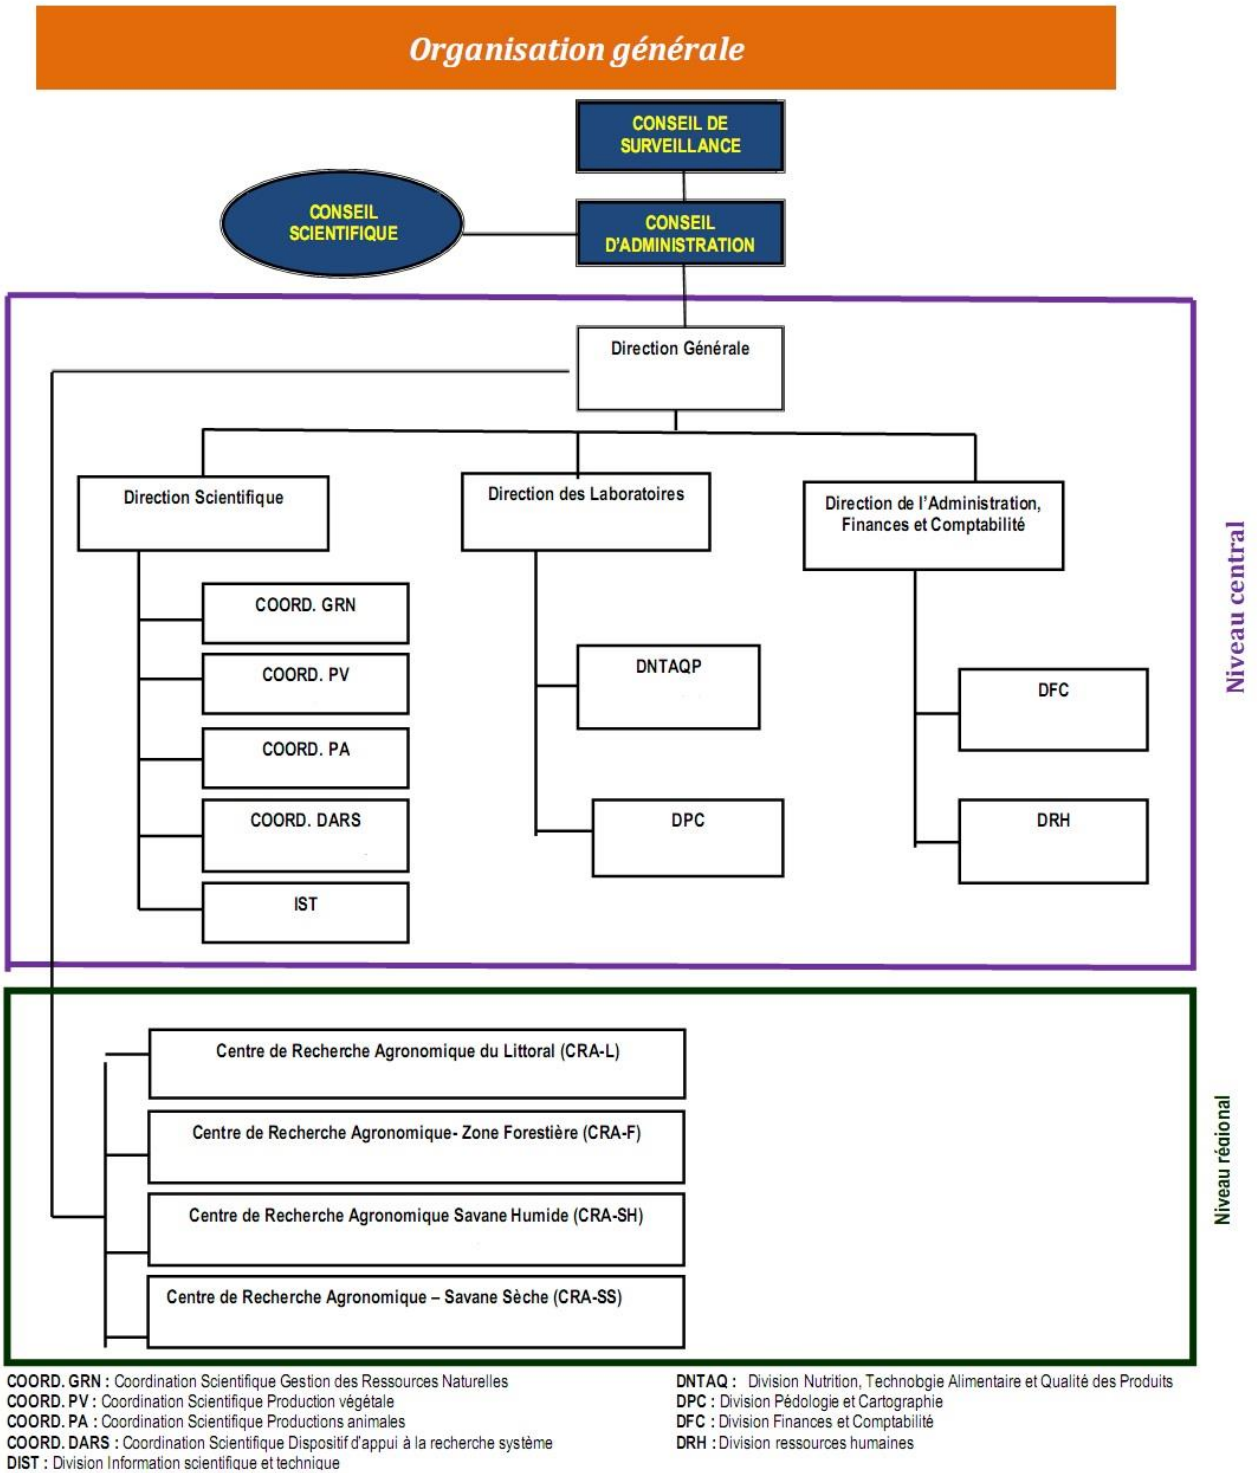 Organisation générale
CONSEIL DE
SURVEILLANCE
CONSEIL
SCIENTIFIQUE
CONSEIL
D'ADMINISTRATION
Direction Générale
Direction Scientifique
Direction des Laboratoires
Direction de l'Administration,
Finances et Comptabilité
COORD. GRN
COORD. PV
COORD. PA
COORD. DARS
IST
DNTAQP
DPC
DFC
DRH
Niveau central
Centre de Recherche Agronomique du Littoral (CRA-L)
Centre de Recherche Agronomique- Zone Forestière (CRA-F)
Centre de Recherche Agronomique Savane Humide (CRA-SH)
Centre de Recherche Agronomique – Savane Sèche (CRA-SS)
Niveau régional
COORD. GRN : Coordination Scientifique Gestion des Ressources Naturelles
COORD. PV : Coordination Scientifique Production végétale
COORD. PA : Coordination Scientifique Productions animales
COORD. DARS : Coordination Scientifique Dispositif d'appui à la recherche système
DIST : Division Information scientifique et technique
DNTAQ : Division Nutrition, Technologie Alimentaire et Qualité des Produits
DPC : Division Pédologie et Cartographie
DFC : Division Finances et Comptabilité
DRH : Division ressources humaines